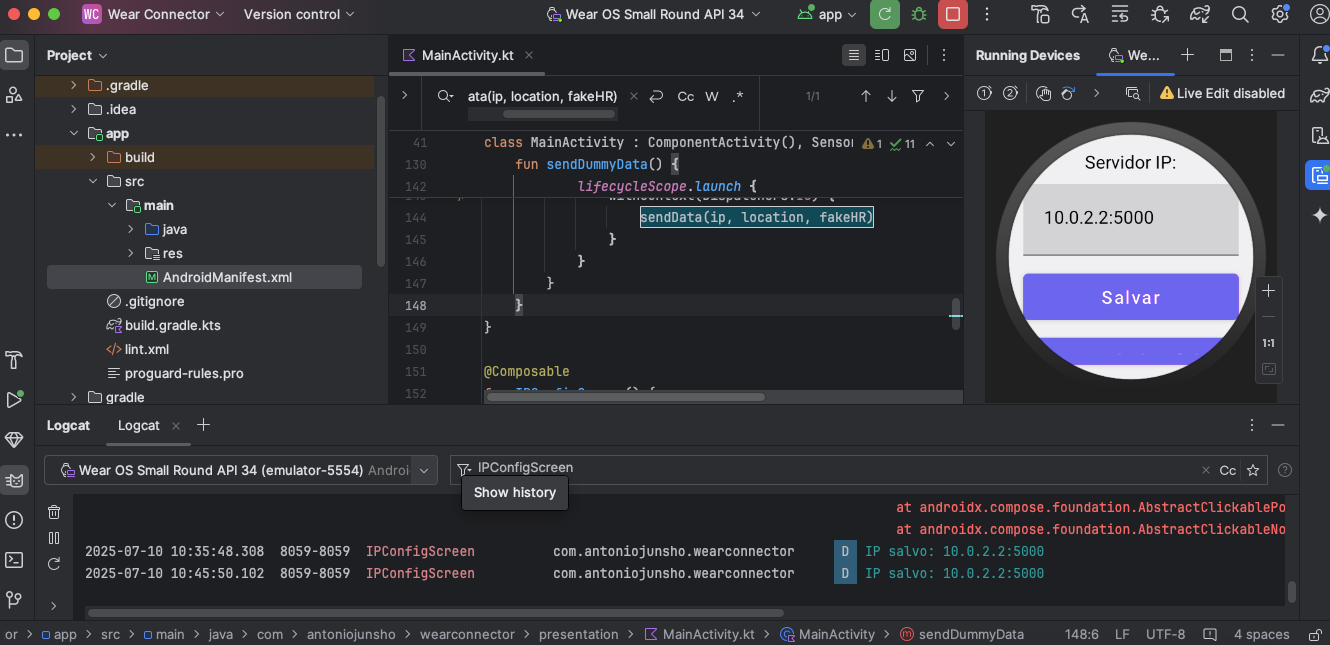 WC Wear Connector Version control Wear OS Small Round API 34 app
Project
.gradle
.idea
app
build
src
main
java
res
AndroidManifest.xml
.gitignore
build.gradle.kts
lint.xml
proguard-rules.pro
gradle
MainActivity.kt
ata(ip, location, fakeHR) Cc W .* 1/1
41 class MainActivity : ComponentActivity(), Sensor 1 11
130 fun sendDummyData() {
142 lifecycleScope.launch {
144 sendData(ip, location, fakeHR)
145 }
146 }
147 }
148 }
149 }
150
151 @Composable
152
Running Devices We...
Live Edit disabled
Servidor IP:
10.0.2.2:5000
Salvar
1:1
Logcat Logcat
Wear OS Small Round API 34 (emulator-5554) Androi IPConfigScreen Cc
Show history
at androidx.compose.foundation.AbstractClickablePo
at androidx.compose.foundation.AbstractClickableNo
2025-07-10 10:35:48.308 8059-8059 IPConfigScreen com.antoniojunsho.wearconnector D IP salvo: 10.0.2.2:5000
2025-07-10 10:45:50.102 8059-8059 IPConfigScreen com.antoniojunsho.wearconnector D IP salvo: 10.0.2.2:5000
or > app > src > main > java > com > antoniojunsho > wearconnector > presentation > MainActivity.kt > MainActivity > sendDummyData 148:6 LF UTF-8 4 spaces